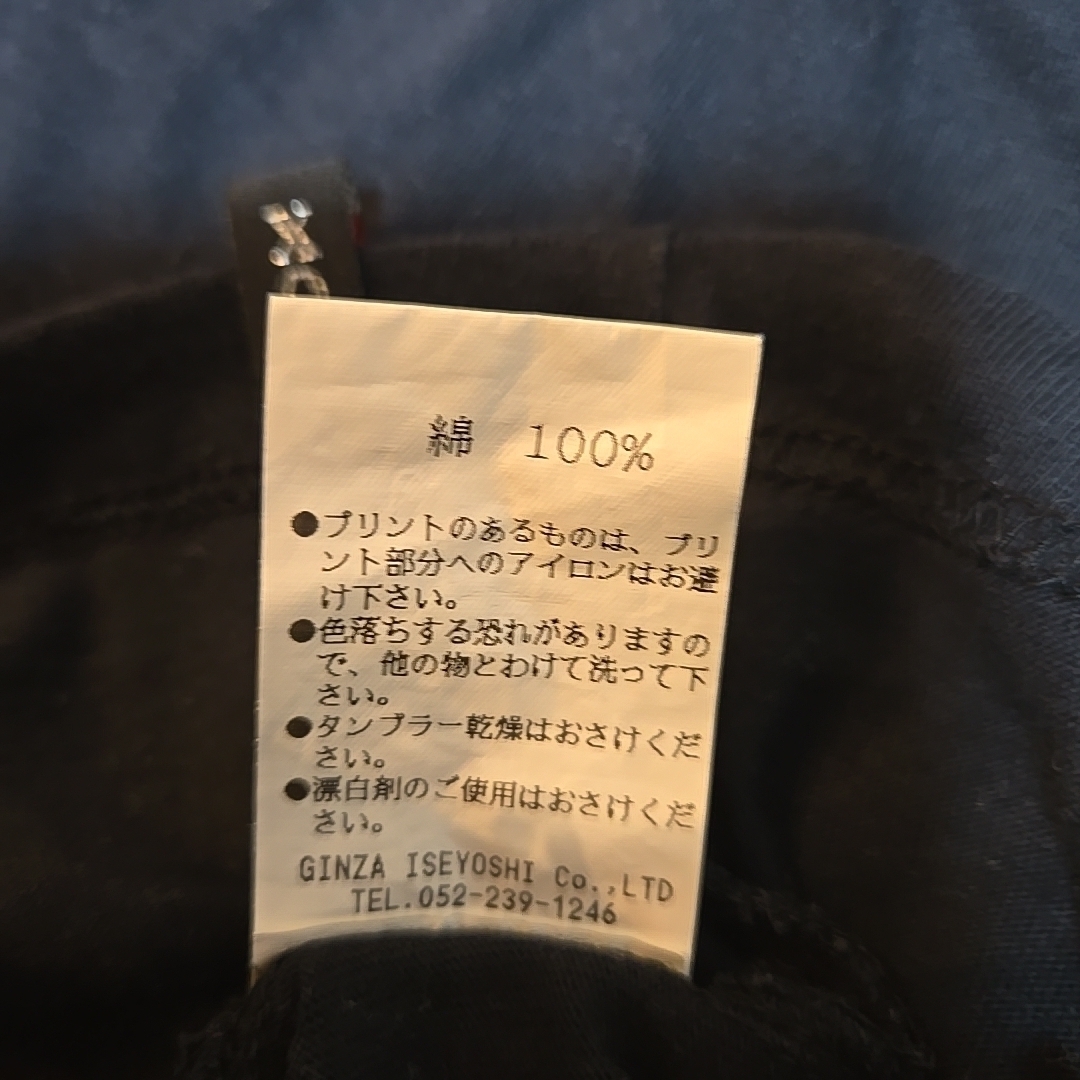 綿 100%
●プリントのあるものは、プリ
ント部分へのアイロンはお避
け下さい。
●色落ちする恐れがありますの
で、他の物とわけて洗って下
さい。
●タンブラー乾燥はおさけくだ
さい。
●漂白剤のご使用はおさけくだ
さい。
GINZA ISEYOSHI Co.,LTD
TEL.052-239-1246